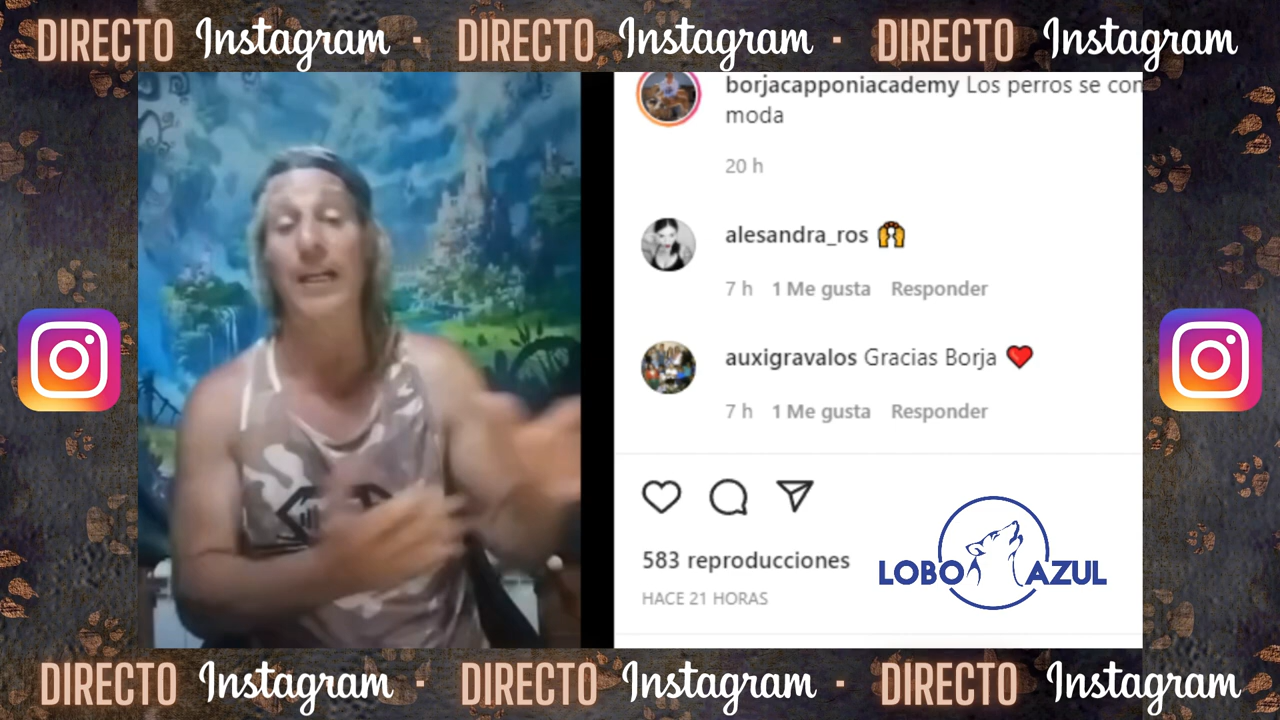 DIRECTO Instagram · DIRECTO Instagram · DIRECTO Instagram
borjacapponiacademy Los perros se con
moda
20 h
alesandra_ros
7 h 1 Me gusta Responder
auxigravalos Gracias Borja
7 h 1 Me gusta Responder
583 reproducciones
LOBO AZUL
HACE 21 HORAS
DIRECTO Instagram · DIRECTO Instagram · DIRECTO Instagram